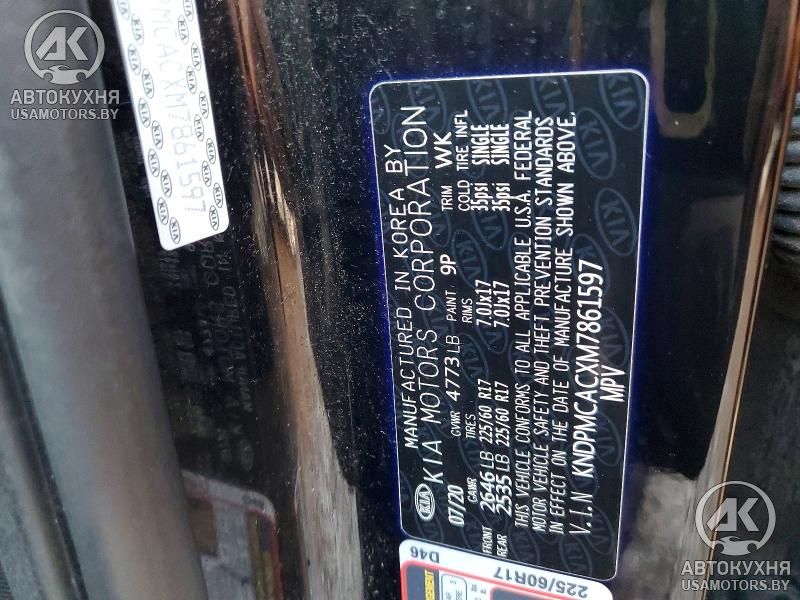 АВТОКУХНЯ
USAMOTORS.BY
PMCACXM7861597
KIA
MANUFACTURED IN KOREA BY
KIA MOTORS CORPORATION
07/20 GVWR 4773LB PAINT 9P TRIM WK
GAWR TIRES RIMS COLD TIRE INFL
FRONT 2646LB 225/60 R17 7.0Jx17 35psi SINGLE
REAR 2535LB 225/60 R17 7.0Jx17 35psi SINGLE
THIS VEHICLE CONFORMS TO ALL APPLICABLE U.S.A. FEDERAL
MOTOR VEHICLE SAFETY AND THEFT PREVENTION STANDARDS
IN EFFECT ON THE DATE OF MANUFACTURE SHOWN ABOVE.
V.I.N KNDPMCACXM7861597
MPV
D46
225/60R17
АВТОКУХНЯ
USAMOTORS.BY